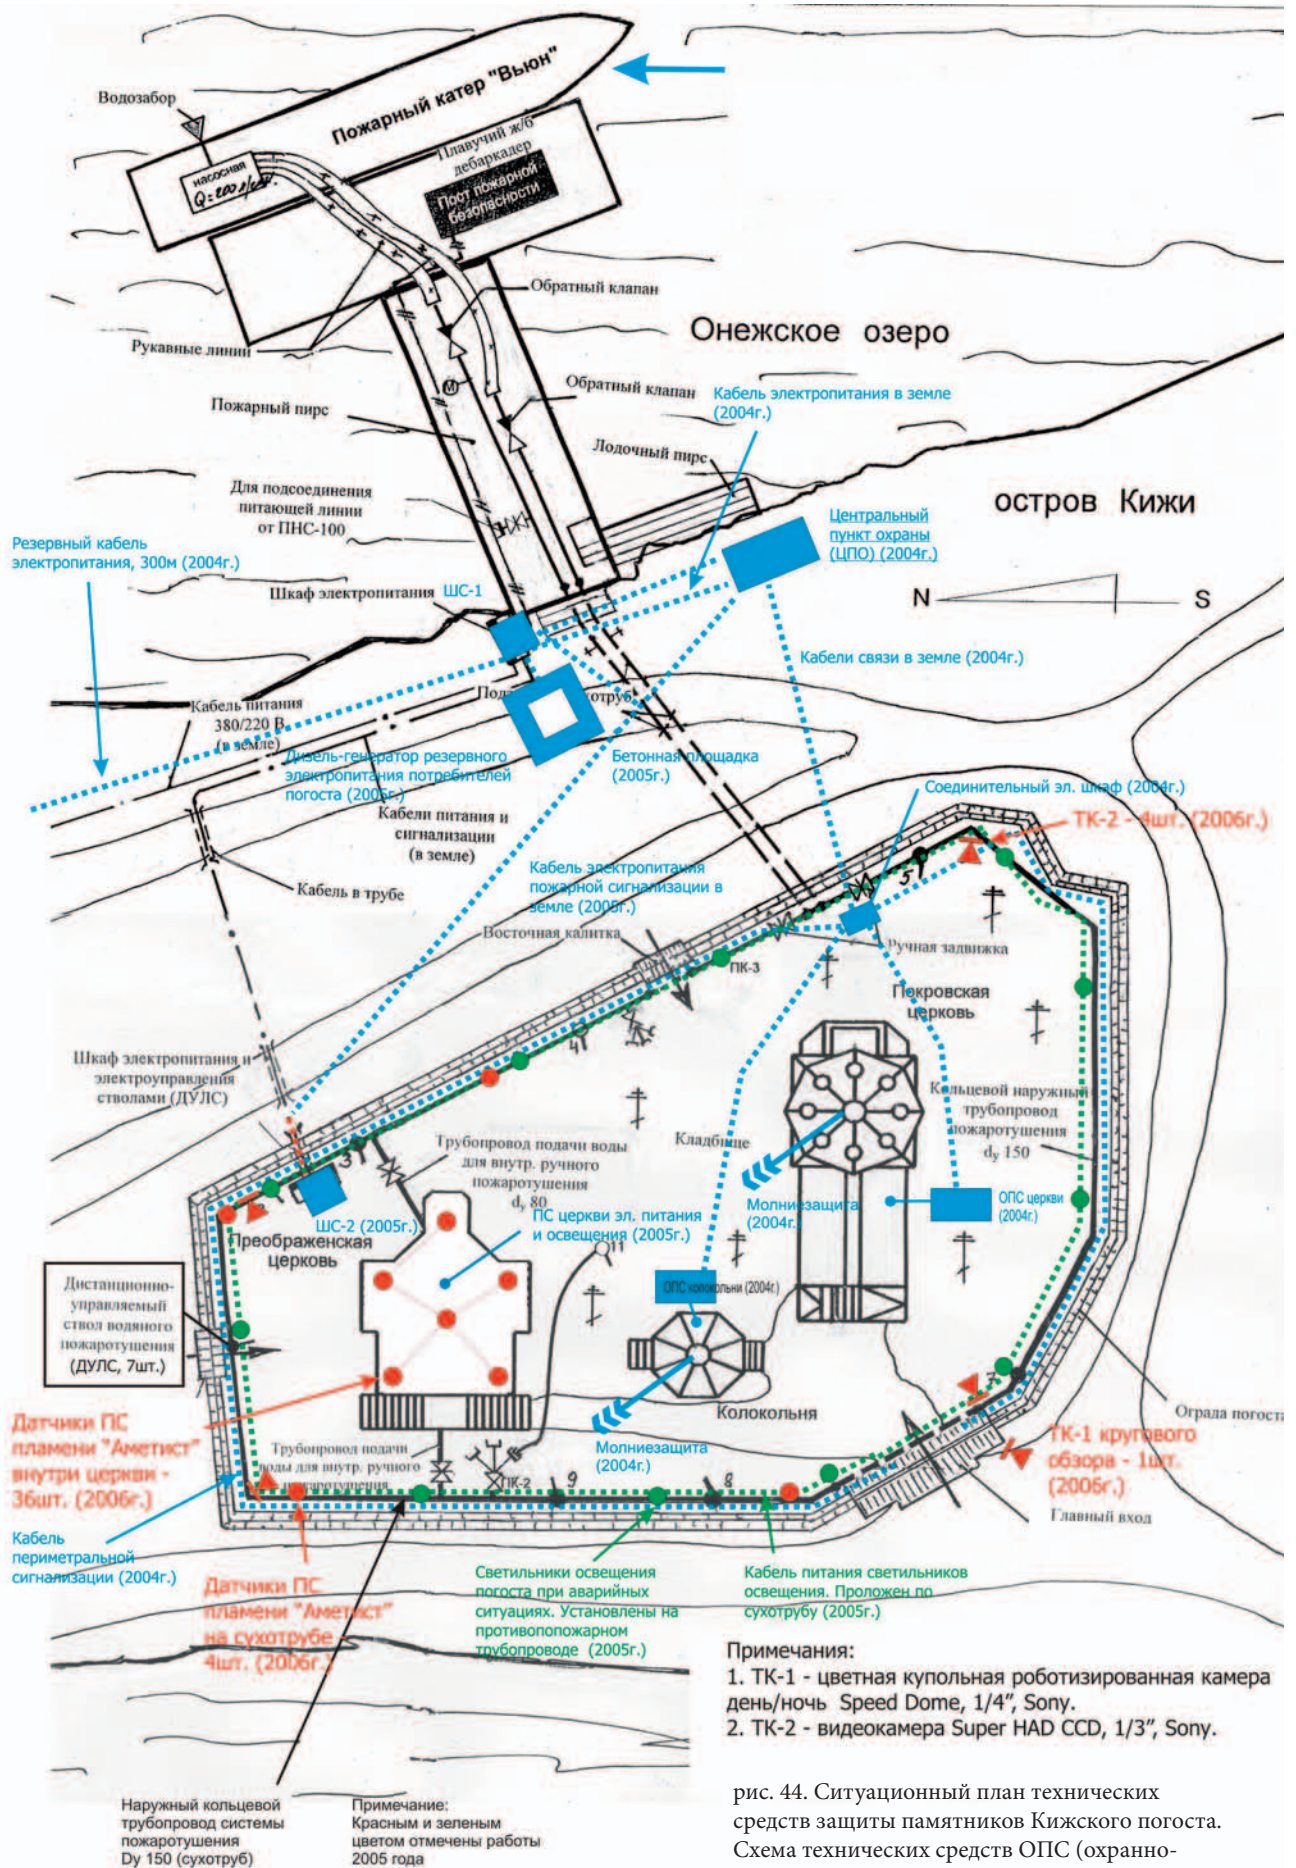 Водозабор
Пожарный катер "Вьюн"
Плавучий ж/б
дебаркадер
насосная
Пост пожарной
безопасности
Обратный клапан
Онежское озеро
Рукавные линии
Обратный клапан
Кабель электропитания в земле
(2004г.)
М
Пожарный пирс
Лодочный пирс
Для подсоединения
питающей линии
от ПНС-100
остров Кижи
Центральный
пункт охраны
(ЦПО) (2004г.)
Резервный кабель
электропитания, 300м (2004г.)
Шкаф электропитания ШС-1
N
S
Кабели связи в земле (2004г.)
Кабель питания
380/220 В
(в земле)
Дизель-генератор резервного
электропитания потребителей
погоста (2005г.)
Бетонная площадка
(2005г.)
Соединительный эл. шкаф (2004г.)
Кабели питания и
сигнализации
(в земле)
ТК-2 - 4шт. (2006г.)
Кабель электропитания
пожарной сигнализации в
земле (2005г.)
5
Кабель в трубе
Восточная калитка
Ручная задвижка
ПК-3
Покровская
церковь
4
Шкаф электропитания и
электроуправления
стволами (ДУЛС)
Кольцевой наружный
трубопровод
пожаротушения
dу 150
Кладбище
3
Трубопровод подачи воды
для внутр. ручного
пожаротушения
dу 80
Молниезащита
(2004г.)
ОПС церкви
(2004г.)
ШС-2 (2005г.)
ПС церкви эл. питания
и освещения (2005г.)
Преображенская
церковь
11
ОПС колокольни (2004г.)
Дистанционно-
управляемый
ствол водяного
пожаротушения
(ДУЛС, 7шт.)
7
Колокольня
Ограда погоста
Датчики ПС
пламени "Аметист"
внутри церкви -
36шт. (2006г.)
Трубопровод подачи
воды для внутр. ручного
пожаротушения
Молниезащита
(2004г.)
ТК-1 кругового
обзора - 1шт.
(2006г.)
ПК-2
9
8
Главный вход
Кабель
периметральной
сигнализации (2004г.)
Датчики ПС
пламени "Аметист"
на сухотрубе -
4шт. (2006г.)
Светильники освещения
погоста при аварийных
ситуациях. Установлены на
противопопожарном
трубопроводе (2005г.)
Кабель питания светильников
освещения. Проложен по
сухотрубу (2005г.)
Примечания:
1. ТК-1 - цветная купольная роботизированная камера
день/ночь Speed Dome, 1/4", Sony.
2. ТК-2 - видеокамера Super HAD CCD, 1/3", Sony.
Наружный кольцевой
трубопровод системы
пожаротушения
Dy 150 (сухотруб)
Примечание:
Красным и зеленым
цветом отмечены работы
2005 года
рис. 44. Ситуационный план технических
средств защиты памятников Кижского погоста.
Схема технических средств ОПС (охранно-